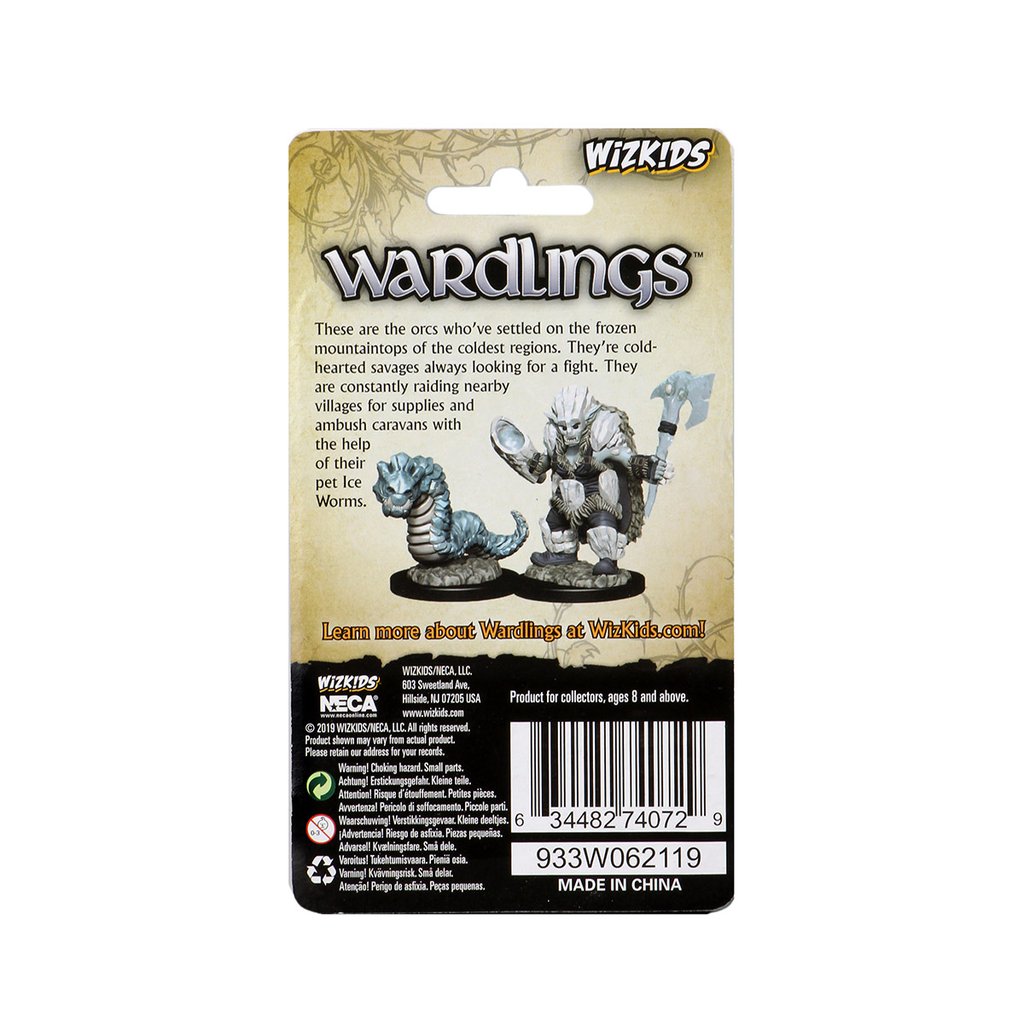 WIZK!DS
WARDLINGS™
These are the orcs who've settled on the frozen
mountaintops of the coldest regions. They're cold-
hearted savages always looking for a fight. They
are constantly raiding nearby
villages for supplies and
ambush caravans with
the help
of their
pet Ice
Worms.
Learn more about Wardlings at WizKids.com!
WIZK!DS
NECA®
www.necaonline.com
WIZKIDS/NECA, LLC.
603 Sweetland Ave,
Hillside, NJ 07205 USA
www.wizkids.com
© 2019 WIZKIDS/NECA, LLC. All rights reserved.
Product shown may vary from actual product.
Please retain our address for your records.
Warning! Choking hazard. Small parts.
Achtung! Erstickungsgefahr. Kleine teile.
Attention! Risque d'étouffement. Petites pièces.
Avvertenza! Pericolo di soffocamento. Piccole parti.
Waarschuwing! Verstikkingsgevaar. Kleine deeltjes.
¡Advertencia! Riesgo de asfixia. Piezas pequeñas.
Advarsel! Kvælningsfare. Små dele.
Varoitus! Tukehtumisvaara. Pieniä osia.
Varning! Kvävningsrisk. Små delar.
Atenção! Perigo de asfixia. Peças pequenas.
0-3
Product for collectors, ages 8 and above.
6 34482 74072 9
933W062119
MADE IN CHINA